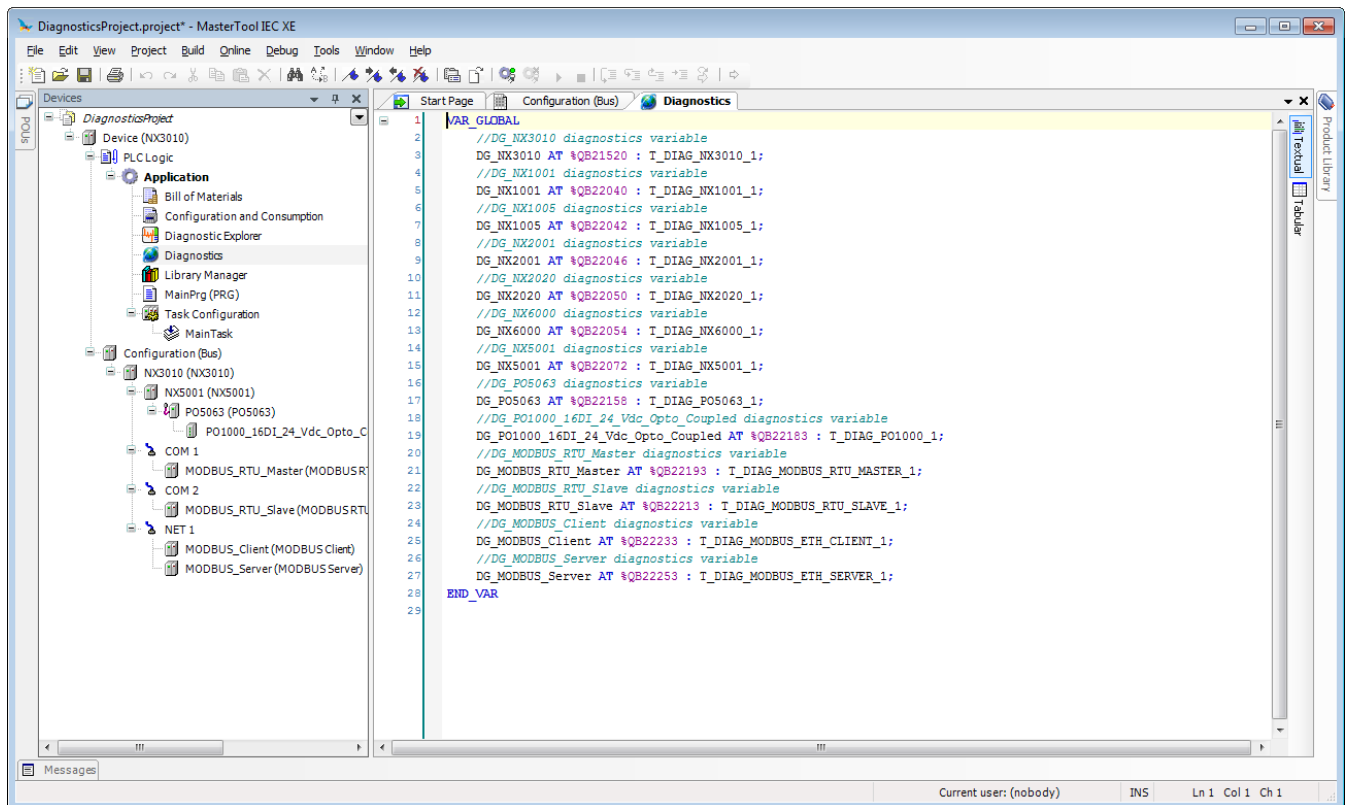 DiagnosticsProject.project* - MasterTool IEC XE
File Edit View Project Build Online Debug Tools Window Help
Devices
Start Page Configuration (Bus) Diagnostics
POUs
DiagnosticsProject
Device (NX3010)
PLC Logic
Application
Bill of Materials
Configuration and Consumption
Diagnostic Explorer
Diagnostics
Library Manager
MainPrg (PRG)
Task Configuration
MainTask
Configuration (Bus)
NX3010 (NX3010)
NX5001 (NX5001)
PO5063 (PO5063)
PO1000_16DI_24_Vdc_Opto_C
COM 1
MODBUS_RTU_Master (MODBUS R
COM 2
MODBUS_RTU_Slave (MODBUS RTU
NET 1
MODBUS_Client (MODBUS Client)
MODBUS_Server (MODBUS Server)
1 VAR_GLOBAL
2 //DG_NX3010 diagnostics variable
3 DG_NX3010 AT %QB21520 : T_DIAG_NX3010_1;
4 //DG_NX1001 diagnostics variable
5 DG_NX1001 AT %QB22040 : T_DIAG_NX1001_1;
6 //DG_NX1005 diagnostics variable
7 DG_NX1005 AT %QB22042 : T_DIAG_NX1005_1;
8 //DG_NX2001 diagnostics variable
9 DG_NX2001 AT %QB22046 : T_DIAG_NX2001_1;
10 //DG_NX2020 diagnostics variable
11 DG_NX2020 AT %QB22050 : T_DIAG_NX2020_1;
12 //DG_NX6000 diagnostics variable
13 DG_NX6000 AT %QB22054 : T_DIAG_NX6000_1;
14 //DG_NX5001 diagnostics variable
15 DG_NX5001 AT %QB22072 : T_DIAG_NX5001_1;
16 //DG_PO5063 diagnostics variable
17 DG_PO5063 AT %QB22158 : T_DIAG_PO5063_1;
18 //DG_PO1000_16DI_24_Vdc_Opto_Coupled diagnostics variable
19 DG_PO1000_16DI_24_Vdc_Opto_Coupled AT %QB22183 : T_DIAG_PO1000_1;
20 //DG_MODBUS_RTU_Master diagnostics variable
21 DG_MODBUS_RTU_Master AT %QB22193 : T_DIAG_MODBUS_RTU_MASTER_1;
22 //DG_MODBUS_RTU_Slave diagnostics variable
23 DG_MODBUS_RTU_Slave AT %QB22213 : T_DIAG_MODBUS_RTU_SLAVE_1;
24 //DG_MODBUS_Client diagnostics variable
25 DG_MODBUS_Client AT %QB22233 : T_DIAG_MODBUS_ETH_CLIENT_1;
26 //DG_MODBUS_Server diagnostics variable
27 DG_MODBUS_Server AT %QB22253 : T_DIAG_MODBUS_ETH_SERVER_1;
28 END_VAR
29
Textual
Tabular
Product Library
Messages
Current user: (nobody) INS Ln 1 Col 1 Ch 1